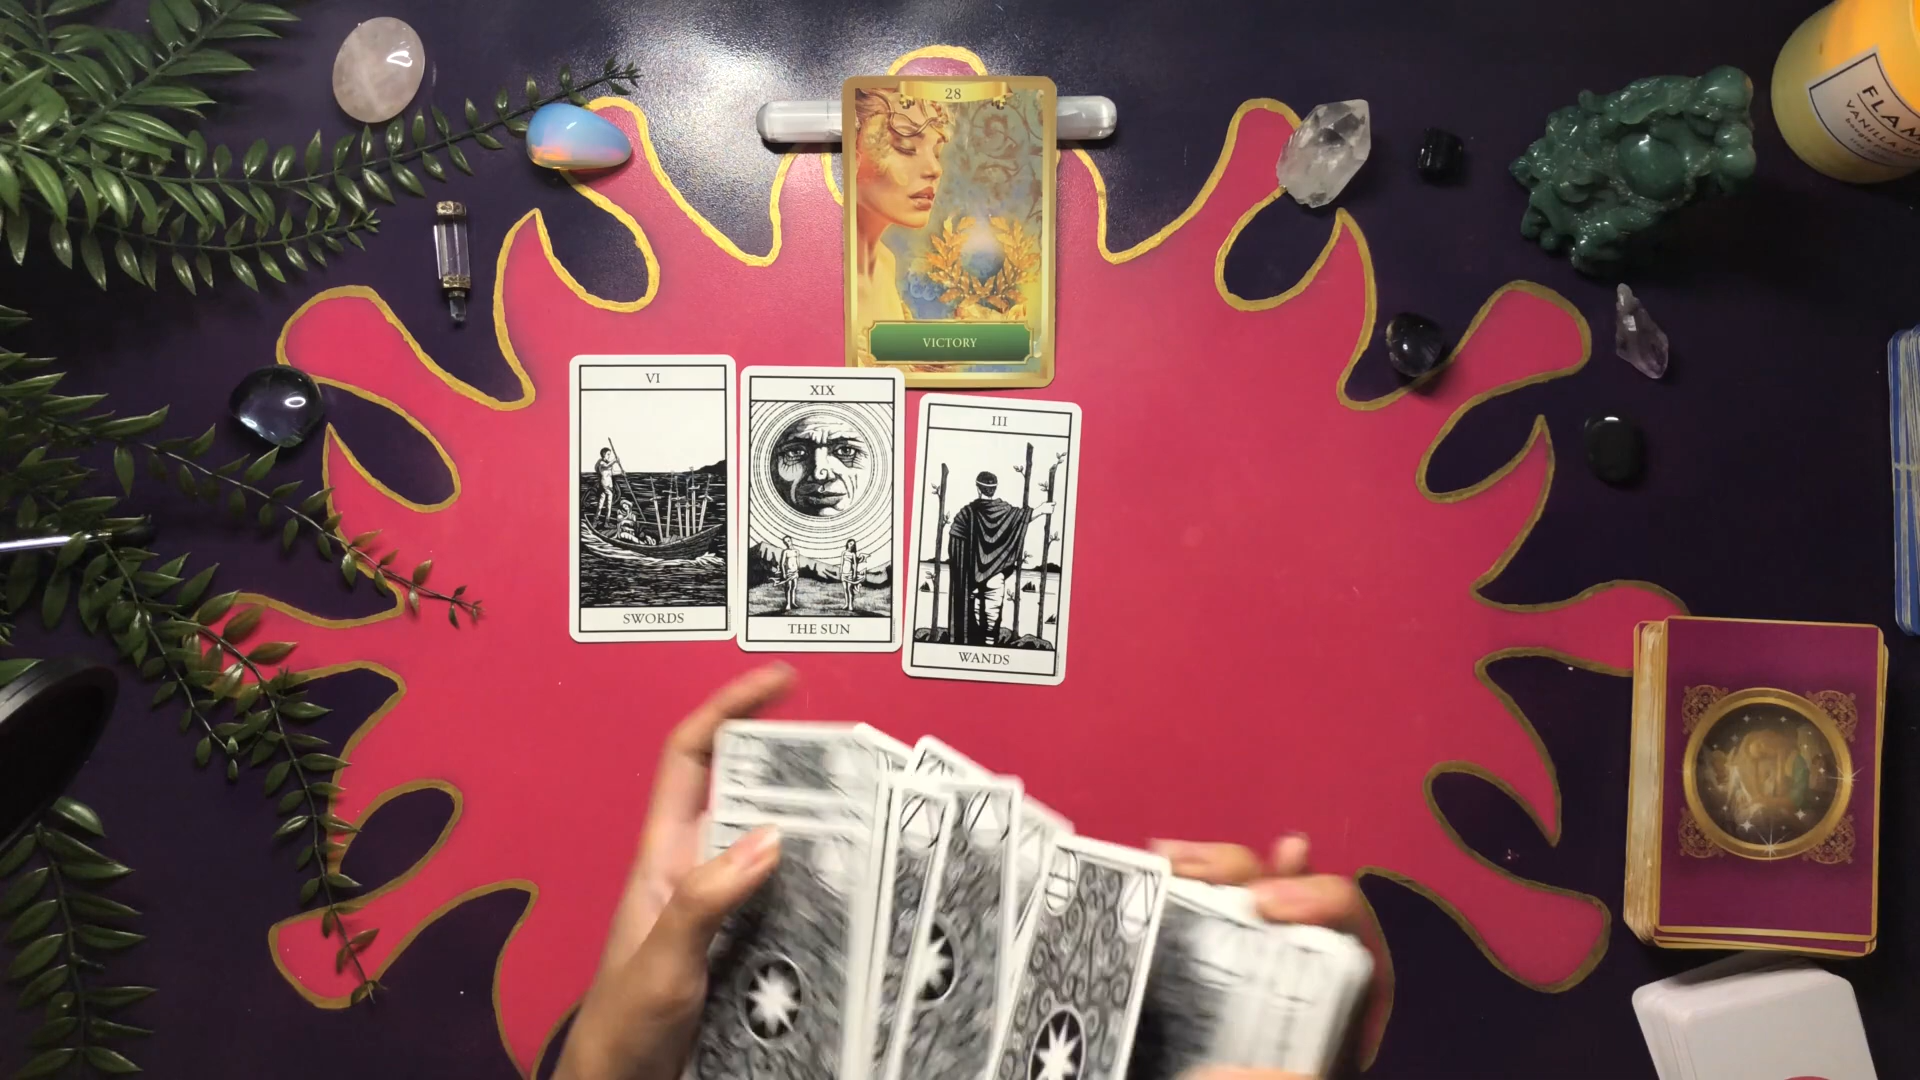 28
VICTORY
VI
SWORDS
XIX
THE SUN
III
WANDS
FLAM
VANILLA